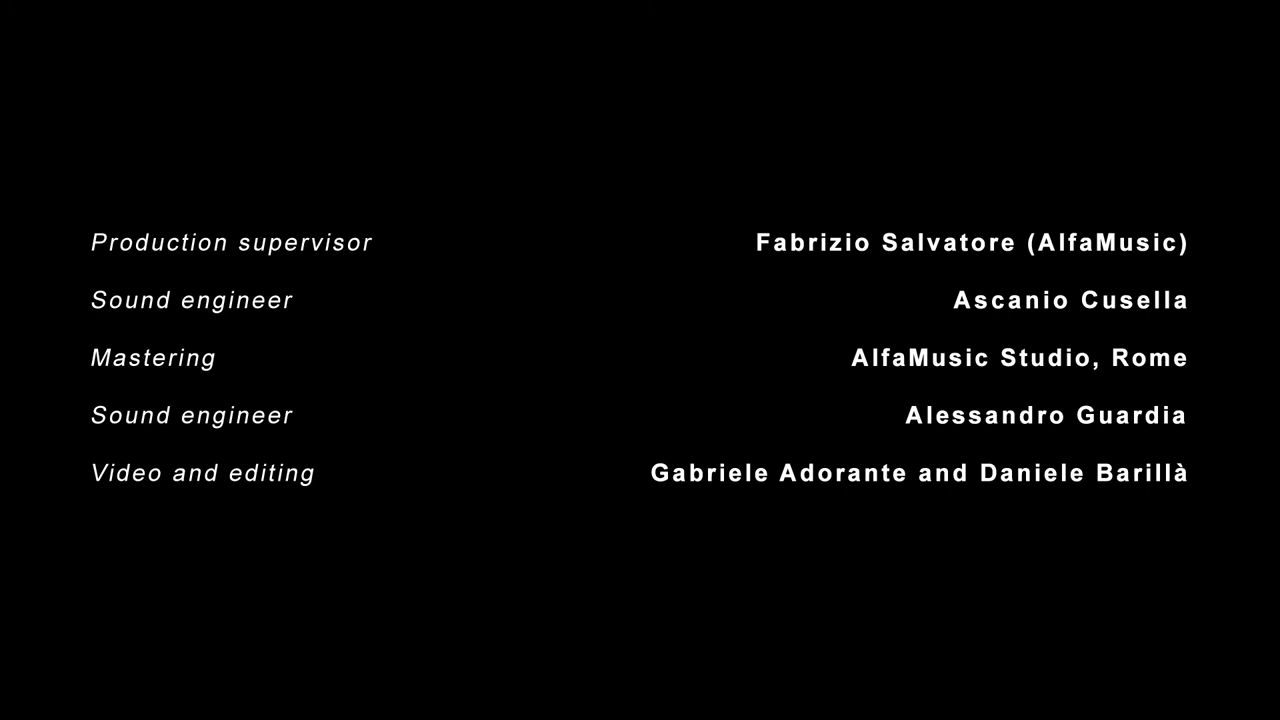 Production supervisor Fabrizio Salvatore (AlfaMusic)
Sound engineer Ascanio Cusella
Mastering AlfaMusic Studio, Rome
Sound engineer Alessandro Guardia
Video and editing Gabriele Adorante and Daniele Barillà